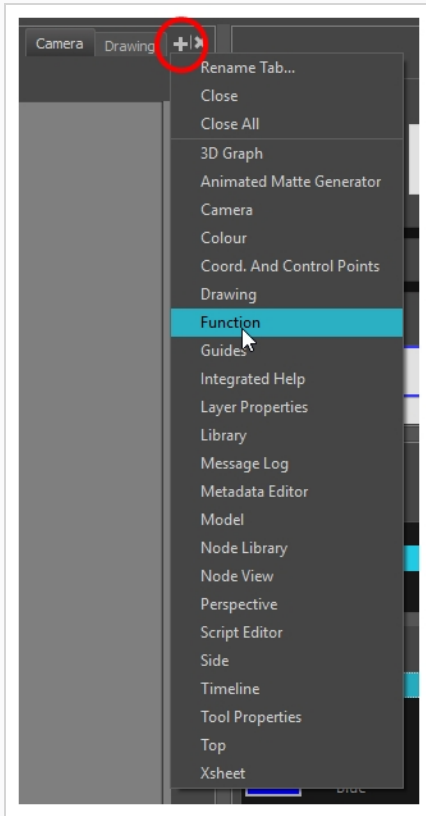 Camera Drawing
Rename Tab...
Close
Close All
3D Graph
Animated Matte Generator
Camera
Colour
Coord. And Control Points
Drawing
Function
Guides
Integrated Help
Layer Properties
Library
Message Log
Metadata Editor
Model
Node Library
Node View
Perspective
Script Editor
Side
Timeline
Tool Properties
Top
Xsheet